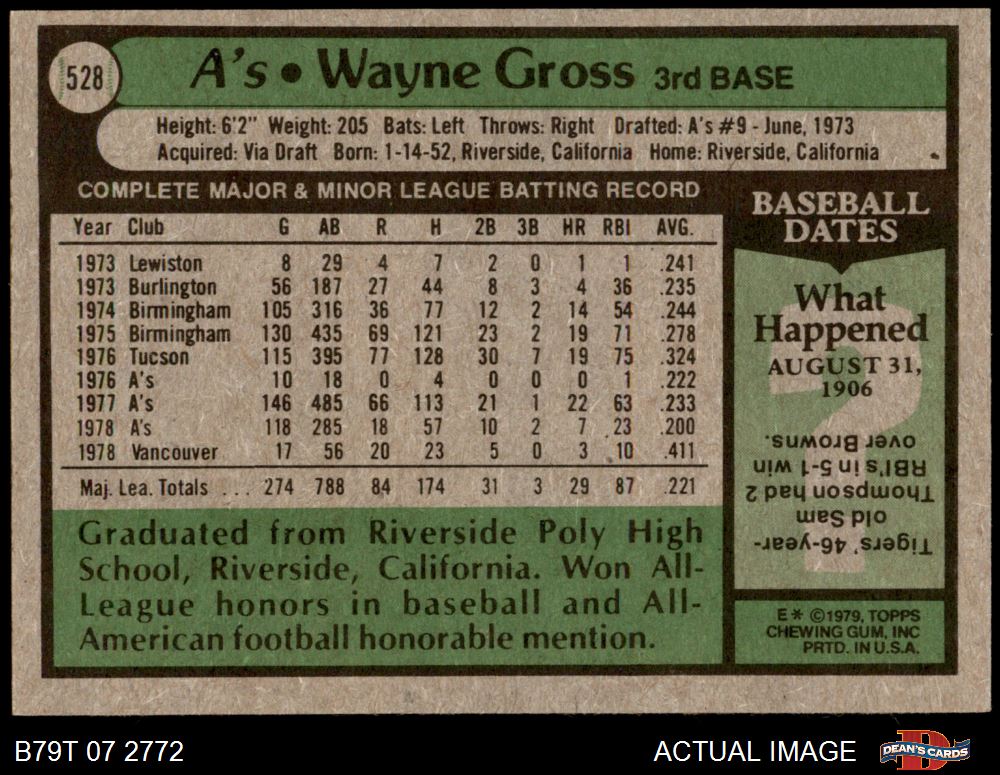 528
A's • Wayne Gross 3rd BASE
Height: 6'2" Weight: 205 Bats: Left Throws: Right Drafted: A's #9 - June, 1973
Acquired: Via Draft Born: 1-14-52, Riverside, California Home: Riverside, California
COMPLETE MAJOR & MINOR LEAGUE BATTING RECORD
Year Club G AB R H 2B 3B HR RBI AVG.
1973 Lewiston 8 29 4 7 2 0 1 1 .241
1973 Burlington 56 187 27 44 8 3 4 36 .235
1974 Birmingham 105 316 36 77 12 2 14 54 .244
1975 Birmingham 130 435 69 121 23 2 19 71 .278
1976 Tucson 115 395 77 128 30 7 19 75 .324
1976 A's 10 18 0 4 0 0 0 1 .222
1977 A's 146 485 66 113 21 1 22 63 .233
1978 A's 118 285 18 57 10 2 7 23 .200
1978 Vancouver 17 56 20 23 5 0 3 10 .411
Maj. Lea. Totals ... 274 788 84 174 31 3 29 87 .221
Graduated from Riverside Poly High
School, Riverside, California. Won All-
League honors in baseball and All-
American football honorable mention.
BASEBALL
DATES
What
Happened
AUGUST 31,
1906
?
Tigers' 46-year-
old Sam
Thompson had 2
RBI's in 5-1 win
over Browns.
E * ©1979, TOPPS
CHEWING GUM, INC
PRTD. IN U.S.A.
B79T 07 2772
ACTUAL IMAGE
DEAN'S CARDS